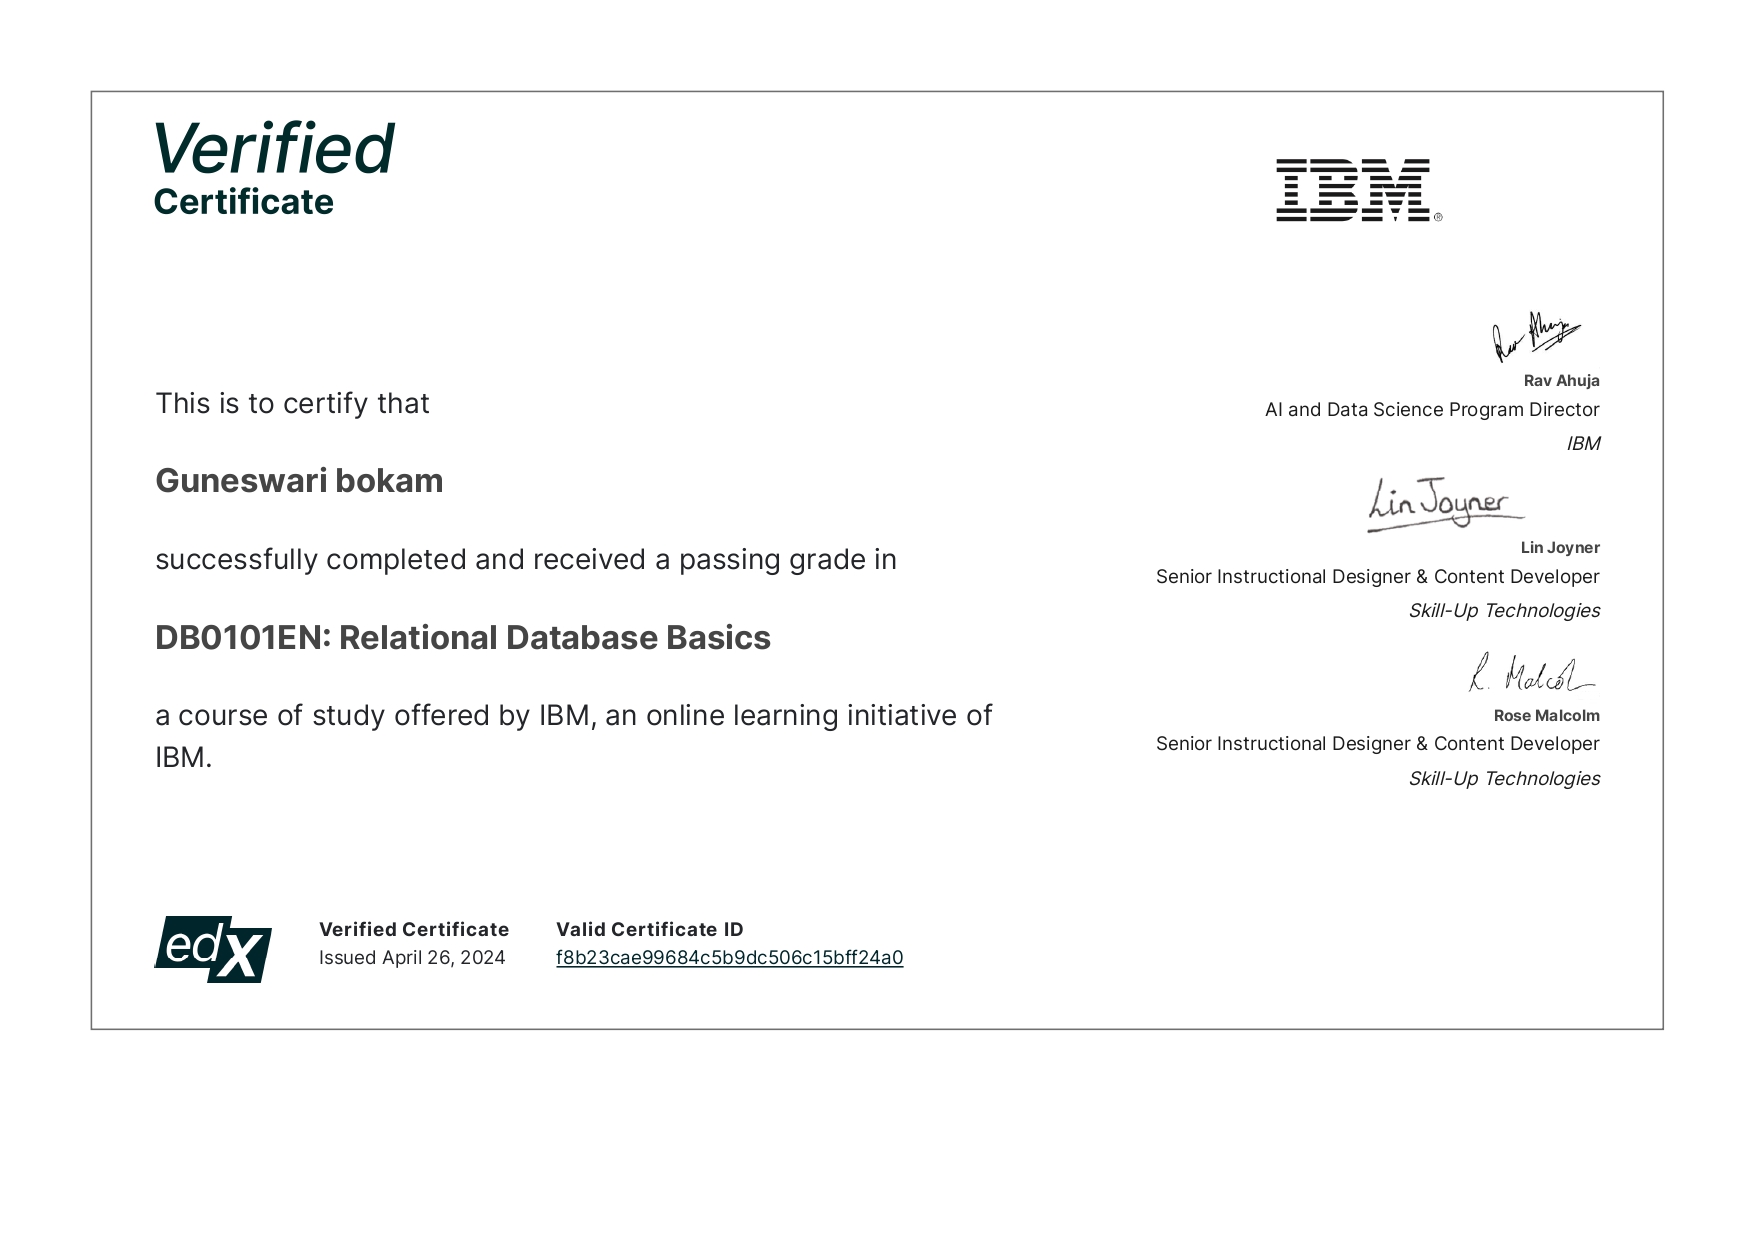 Verified
Certificate
IBM®
This is to certify that
Guneswari bokam
successfully completed and received a passing grade in
DB0101EN: Relational Database Basics
a course of study offered by IBM, an online learning initiative of
IBM.
Rav Ahuja
Rav Ahuja
AI and Data Science Program Director
IBM
Lin Joyner
Lin Joyner
Senior Instructional Designer & Content Developer
Skill-Up Technologies
R. Malcolm
Rose Malcolm
Senior Instructional Designer & Content Developer
Skill-Up Technologies
edX
Verified Certificate
Issued April 26, 2024
Valid Certificate ID
f8b23cae99684c5b9dc506c15bff24a0